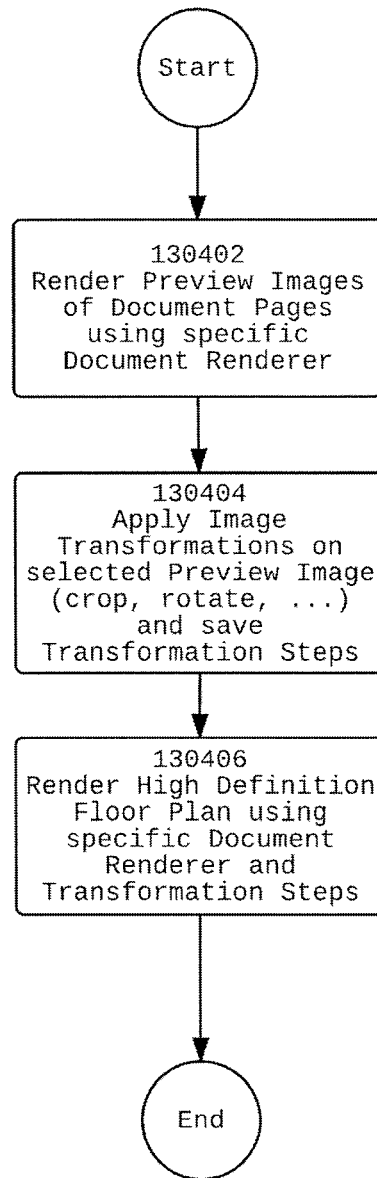 Start
130402
Render Preview Images
of Document Pages
using specific
Document Renderer
130404
Apply Image
Transformations on
selected Preview Image
(crop, rotate, ...)
and save
Transformation Steps
130406
Render High Definition
Floor Plan using
specific Document
Renderer and
Transformation Steps
End